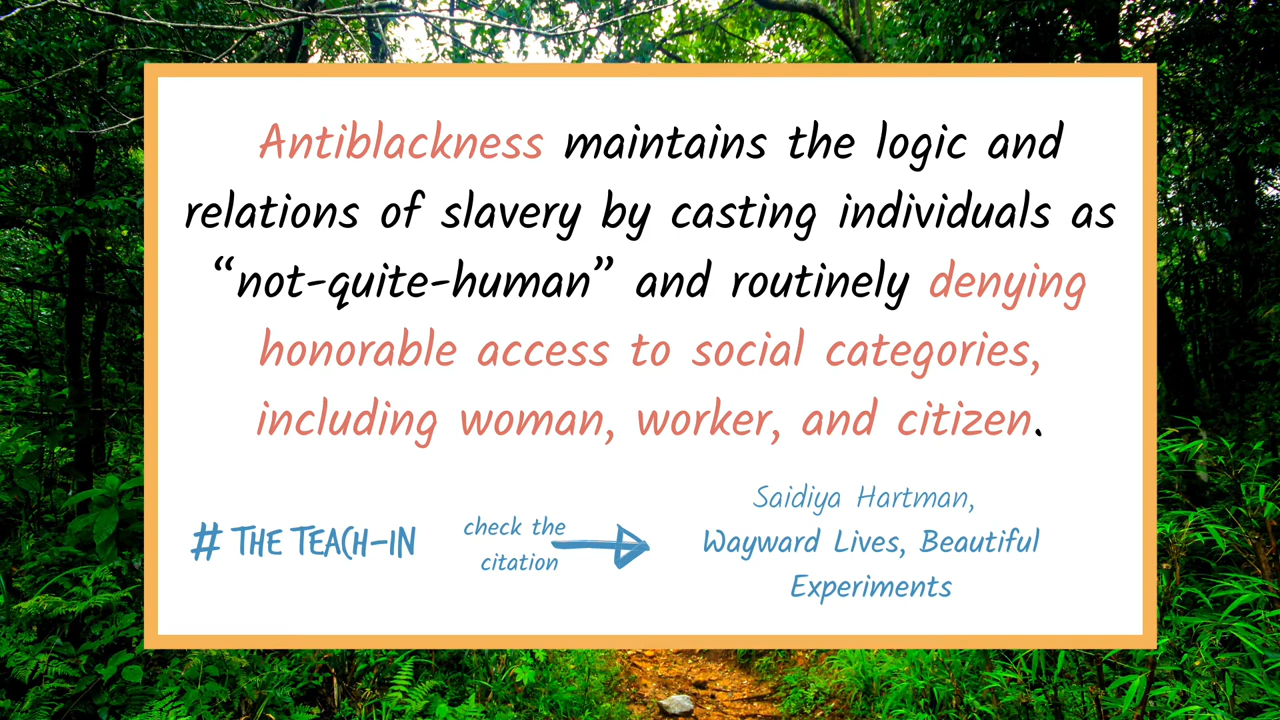 Antiblackness maintains the logic and
relations of slavery by casting individuals as
“not-quite-human” and routinely denying
honorable access to social categories,
including woman, worker, and citizen.
# THE TEACH-IN
check the
citation
Saidiya Hartman,
Wayward Lives, Beautiful
Experiments